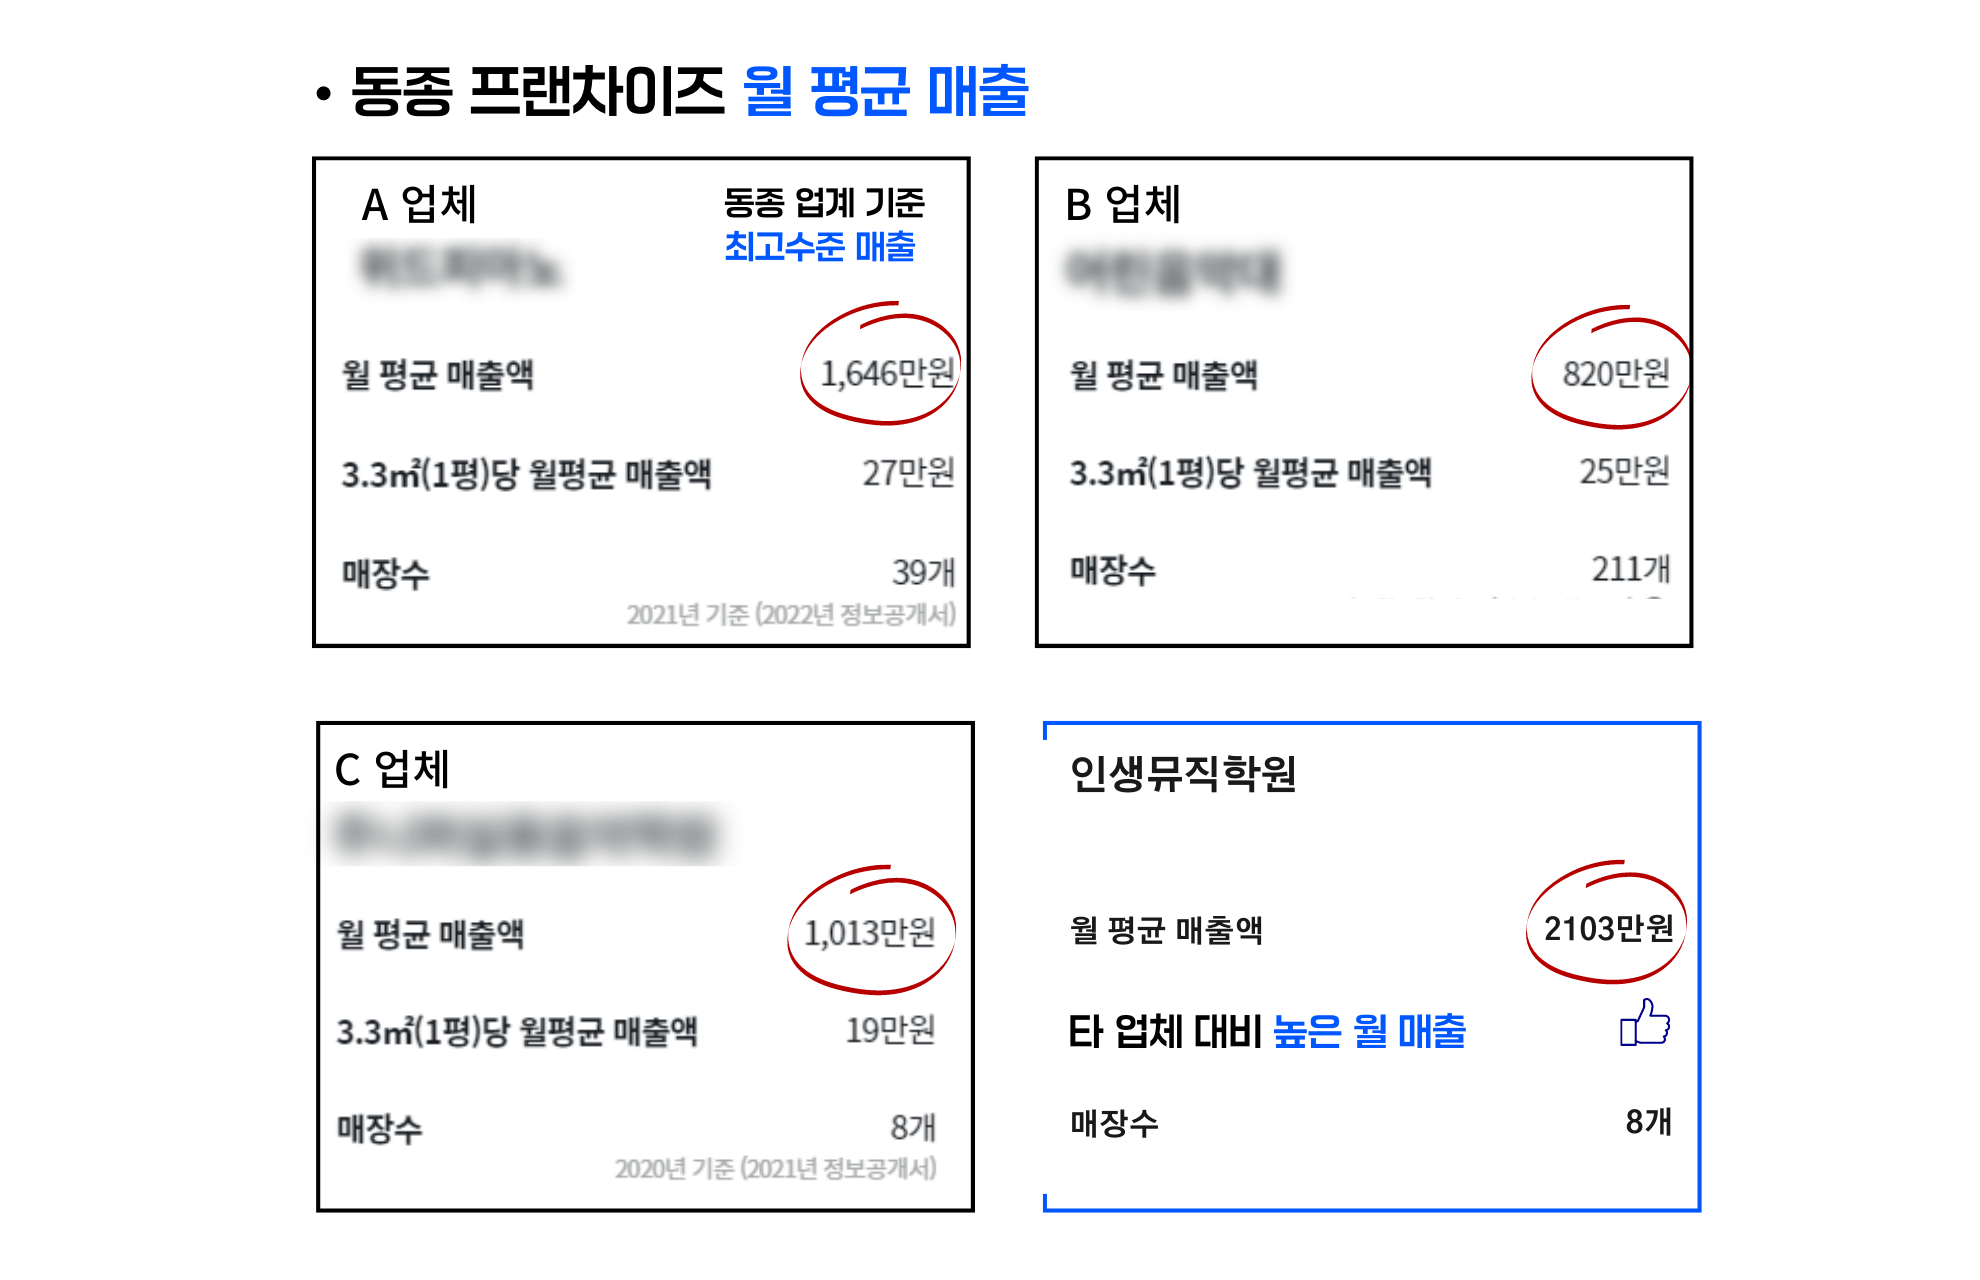 • 동종 프랜차이즈 월 평균 매출
A 업체
동종 업계 기준
최고수준 매출
월 평균 매출액 1,646만원
3.3㎡(1평)당 월평균 매출액 27만원
매장수 39개
2021년 기준 (2022년 정보공개서)
B 업체
월 평균 매출액 820만원
3.3㎡(1평)당 월평균 매출액 25만원
매장수 211개
C 업체
월 평균 매출액 1,013만원
3.3㎡(1평)당 월평균 매출액 19만원
매장수 8개
2020년 기준 (2021년 정보공개서)
인생뮤직학원
월 평균 매출액 2103만원
타 업체 대비 높은 월 매출
매장수 8개